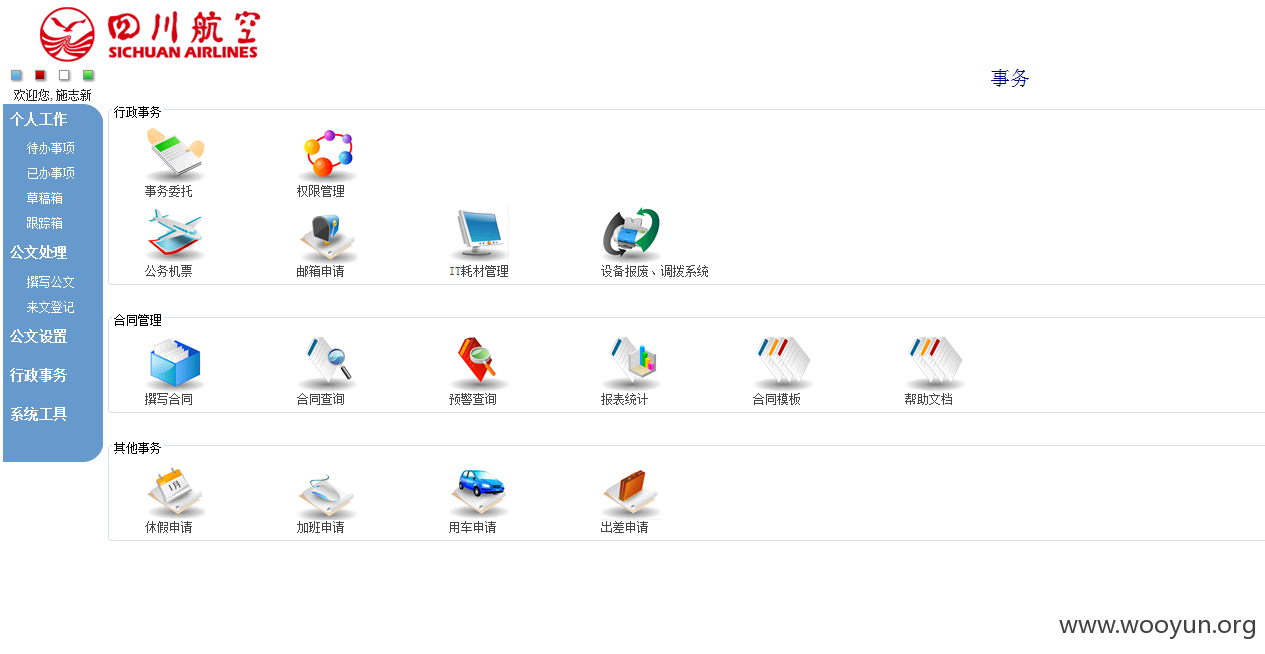 四川航空
SICHUAN AIRLINES
事务
欢迎您, 施志新
个人工作
待办事项
已办事项
草稿箱
跟踪箱
公文处理
撰写公文
来文登记
公文设置
行政事务
系统工具
行政事务
事务委托 权限管理
公务机票 邮箱申请 IT耗材管理 设备报废、调拨系统
合同管理
撰写合同 合同查询 预警查询 报表统计 合同模板 帮助文档
其他事务
1月
休假申请 加班申请 用车申请 出差申请
www.wooyun.org